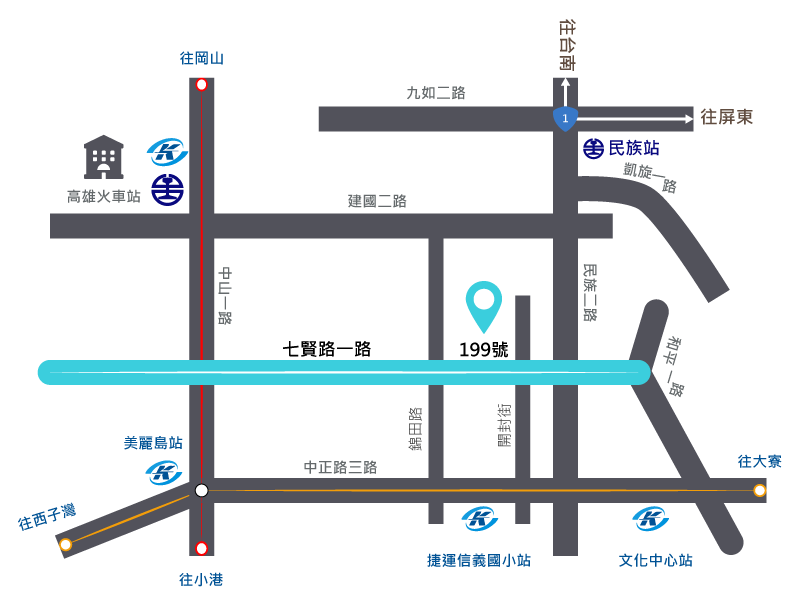 往台南
往岡山
九如二路
1
往屏東
民族站
凱旋一路
高雄火車站
建國二路
中山一路
民族二路
七賢路一路
199號
和平一路
錦田路
開封街
美麗島站
中正路三路
往大寮
往西子灣
捷運信義國小站
文化中心站
往小港